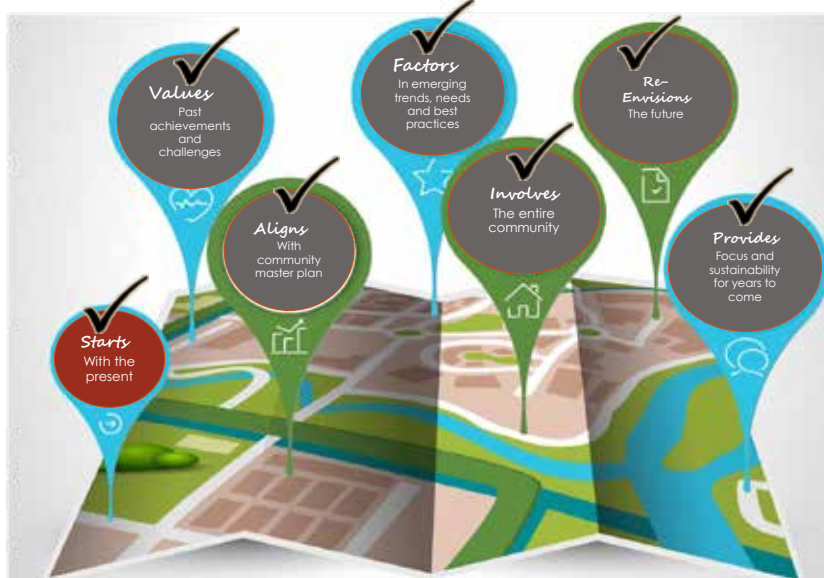 Values
Past
achievements
and
challenges
Factors
In emerging
trends, needs
and best
practices
Re-
Envisions
The future
Aligns
With
community
master plan
Involves
The entire
community
Provides
Focus and
sustainability
for years to
come
Starts
With the
present